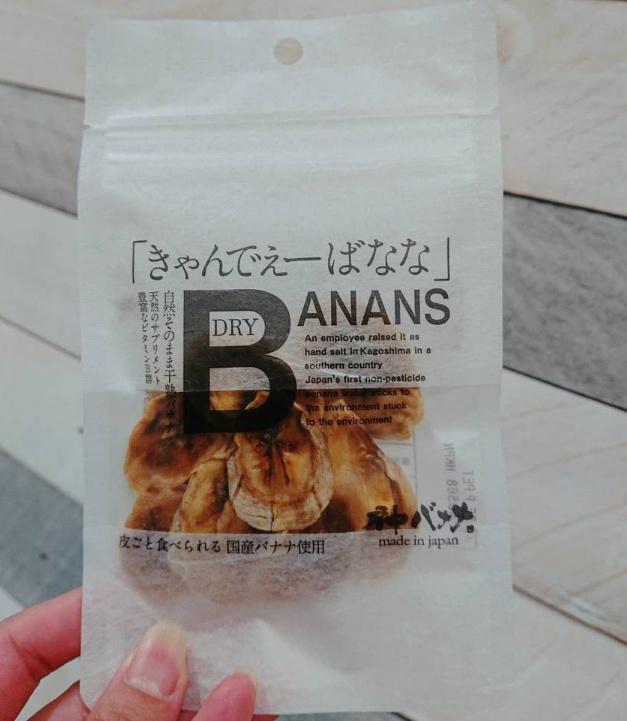 「きゃんでぇーばなな」
DRY
BANANS
An employee raised it as
hand salt in Kagoshima in a
southern country
Japan's first non-pesticide
banana water sucks to
the environment stuck
to the environment
自然そのまま干
天然のサプリメント
豊富なビタミンB群
神バナナ
made in japan
皮ごと食べられる 国産バナナ使用